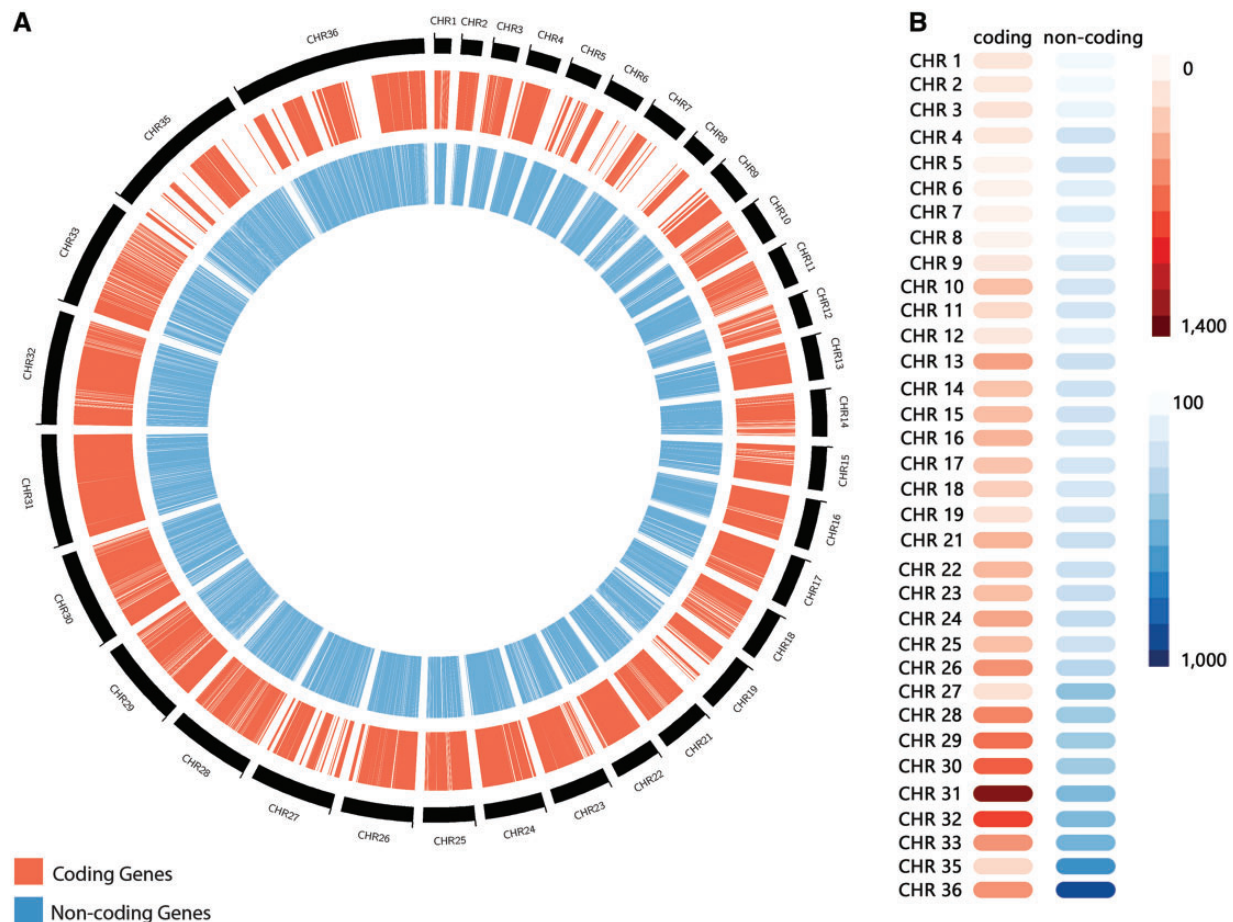 A
CHR1
CHR2
CHR3
CHR4
CHR5
CHR6
CHR7
CHR8
CHR9
CHR10
CHR11
CHR12
CHR13
CHR14
CHR15
CHR16
CHR17
CHR18
CHR19
CHR21
CHR22
CHR23
CHR24
CHR25
CHR26
CHR27
CHR28
CHR29
CHR30
CHR31
CHR32
CHR33
CHR35
CHR36
Coding Genes
Non-coding Genes
B
coding non-coding
CHR 1
CHR 2
CHR 3
CHR 4
CHR 5
CHR 6
CHR 7
CHR 8
CHR 9
CHR 10
CHR 11
CHR 12
CHR 13
CHR 14
CHR 15
CHR 16
CHR 17
CHR 18
CHR 19
CHR 21
CHR 22
CHR 23
CHR 24
CHR 25
CHR 26
CHR 27
CHR 28
CHR 29
CHR 30
CHR 31
CHR 32
CHR 33
CHR 35
CHR 36
0
1,400
100
1,000